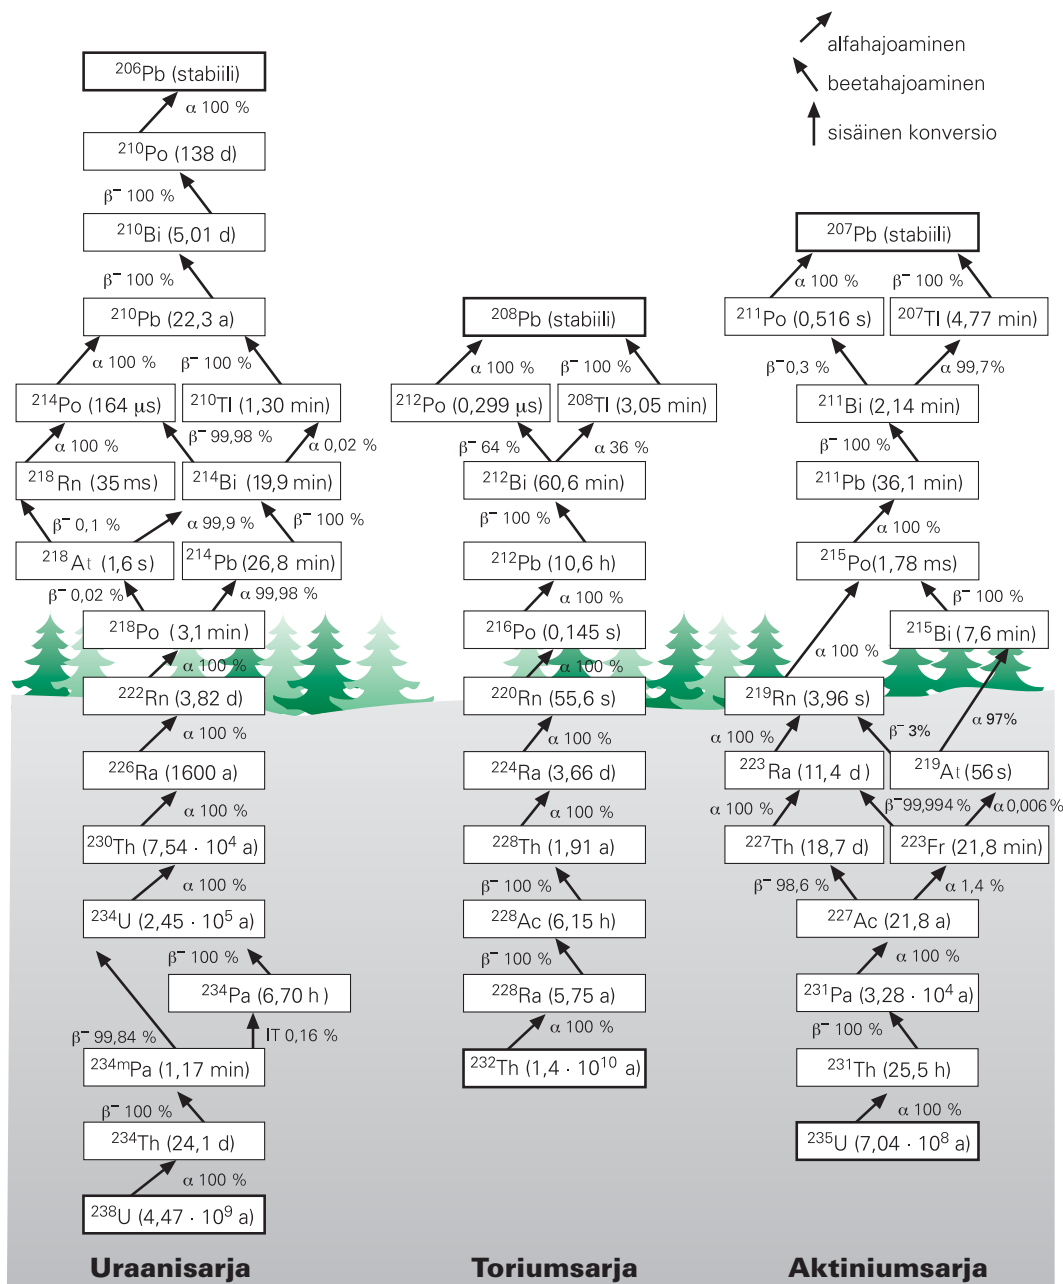 alfahajoaminen
beetahajoaminen
sisäinen konversio
²⁰⁶Pb (stabiili)
α 100 %
²¹⁰Po (138 d)
β⁻ 100 %
²¹⁰Bi (5,01 d)
β⁻ 100 %
²¹⁰Pb (22,3 a)
α 100 %
β⁻ 100 %
²¹⁴Po (164 µs)
²¹⁰Tl (1,30 min)
α 100 %
β⁻ 99,98 %
α 0,02 %
²¹⁸Rn (35 ms)
²¹⁴Bi (19,9 min)
β⁻ 0,1 %
α 99,9 %
β⁻ 100 %
²¹⁸At (1,6 s)
²¹⁴Pb (26,8 min)
β⁻ 0,02 %
α 99,98 %
²¹⁸Po (3,1 min)
α 100 %
²²²Rn (3,82 d)
α 100 %
²²⁶Ra (1600 a)
α 100 %
²³⁰Th (7,54 · 10⁴ a)
α 100 %
²³⁴U (2,45 · 10⁵ a)
β⁻ 100 %
²³⁴Pa (6,70 h)
β⁻ 99,84 %
IT 0,16 %
²³⁴ᵐPa (1,17 min)
β⁻ 100 %
²³⁴Th (24,1 d)
α 100 %
²³⁸U (4,47 · 10⁹ a)
Uraanisarja
²⁰⁸Pb (stabiili)
α 100 %
β⁻ 100 %
²¹²Po (0,299 µs)
²⁰⁸Tl (3,05 min)
β⁻ 64 %
α 36 %
²¹²Bi (60,6 min)
β⁻ 100 %
²¹²Pb (10,6 h)
α 100 %
²¹⁶Po (0,145 s)
α 100 %
²²⁰Rn (55,6 s)
α 100 %
²²⁴Ra (3,66 d)
α 100 %
²²⁸Th (1,91 a)
β⁻ 100 %
²²⁸Ac (6,15 h)
β⁻ 100 %
²²⁸Ra (5,75 a)
α 100 %
²³²Th (1,4 · 10¹⁰ a)
Toriumsarja
²⁰⁷Pb (stabiili)
α 100 %
β⁻ 100 %
²¹¹Po (0,516 s)
²⁰⁷Tl (4,77 min)
β⁻ 0,3 %
α 99,7%
²¹¹Bi (2,14 min)
β⁻ 100 %
²¹¹Pb (36,1 min)
α 100 %
²¹⁵Po(1,78 ms)
β⁻ 100 %
²¹⁵Bi (7,6 min)
α 100 %
²¹⁹Rn (3,96 s)
α 100 %
β⁻ 3%
α 97%
²²³Ra (11,4 d)
²¹⁹At (56 s)
α 100 %
β⁻99,994 %
α 0,006%
²²⁷Th (18,7 d)
²²³Fr (21,8 min)
β⁻ 98,6 %
α 1,4 %
²²⁷Ac (21,8 a)
α 100 %
²³¹Pa (3,28 · 10⁴ a)
β⁻ 100 %
²³¹Th (25,5 h)
α 100 %
²³⁵U (7,04 · 10⁸ a)
Aktiniumsarja